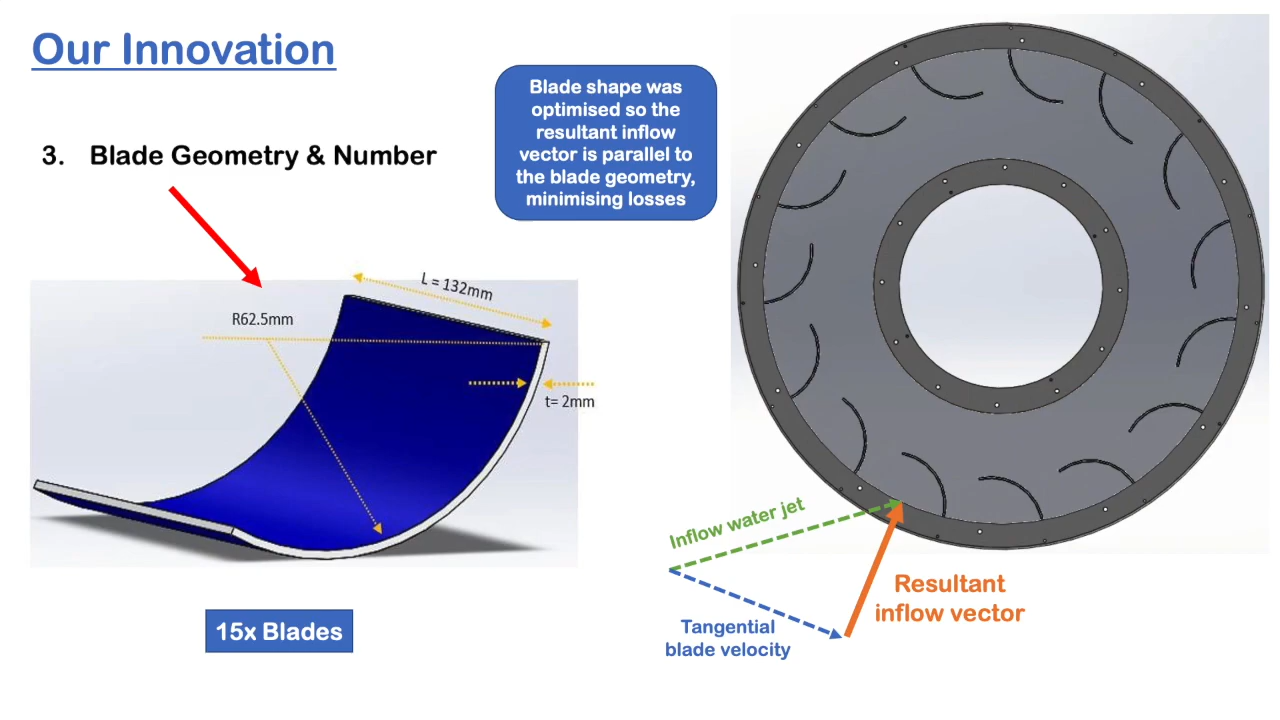 Our Innovation
3. Blade Geometry & Number
Blade shape was
optimised so the
resultant inflow
vector is parallel to
the blade geometry,
minimising losses
L = 132mm
R62.5mm
t= 2mm
15x Blades
Inflow water jet
Tangential
blade velocity
Resultant
inflow vector